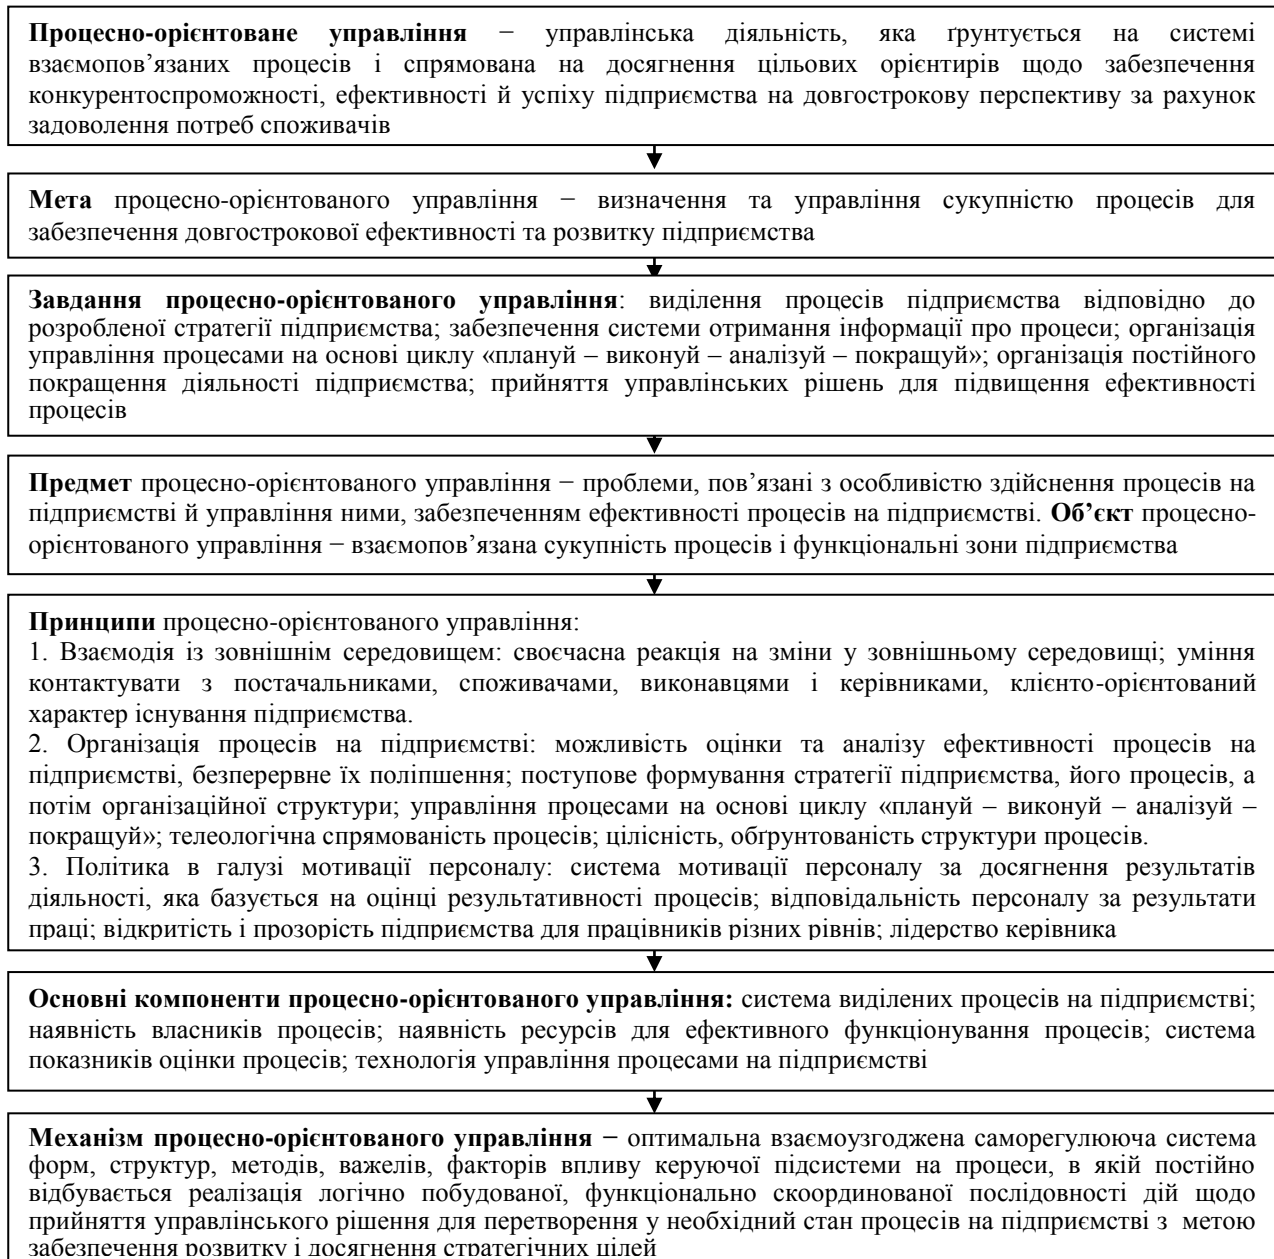 Процесно-орієнтоване управління − управлінська діяльність, яка ґрунтується на системі
взаємопов’язаних процесів і спрямована на досягнення цільових орієнтирів щодо забезпечення
конкурентоспроможності, ефективності й успіху підприємства на довгострокову перспективу за рахунок
задоволення потреб споживачів
Мета процесно-орієнтованого управління − визначення та управління сукупністю процесів для
забезпечення довгострокової ефективності та розвитку підприємства
Завдання процесно-орієнтованого управління: виділення процесів підприємства відповідно до
розробленої стратегії підприємства; забезпечення системи отримання інформації про процеси; організація
управління процесами на основі циклу «плануй – виконуй – аналізуй – покращуй»; організація постійного
покращення діяльності підприємства; прийняття управлінських рішень для підвищення ефективності
процесів
Предмет процесно-орієнтованого управління − проблеми, пов’язані з особливістю здійснення процесів на
підприємстві й управління ними, забезпеченням ефективності процесів на підприємстві. Об’єкт процесно-
орієнтованого управління − взаємопов’язана сукупність процесів і функціональні зони підприємства
Принципи процесно-орієнтованого управління:
1. Взаємодія із зовнішнім середовищем: своєчасна реакція на зміни у зовнішньому середовищі; уміння
контактувати з постачальниками, споживачами, виконавцями і керівниками, клієнто-орієнтований
характер існування підприємства.
2. Організація процесів на підприємстві: можливість оцінки та аналізу ефективності процесів на
підприємстві, безперервне їх поліпшення; поступове формування стратегії підприємства, його процесів, а
потім організаційної структури; управління процесами на основі циклу «плануй – виконуй – аналізуй –
покращуй»; телеологічна спрямованість процесів; цілісність, обґрунтованість структури процесів.
3. Політика в галузі мотивації персоналу: система мотивації персоналу за досягнення результатів
діяльності, яка базується на оцінці результативності процесів; відповідальність персоналу за результати
праці; відкритість і прозорість підприємства для працівників різних рівнів; лідерство керівника
Основні компоненти процесно-орієнтованого управління: система виділених процесів на підприємстві;
наявність власників процесів; наявність ресурсів для ефективного функціонування процесів; система
показників оцінки процесів; технологія управління процесами на підприємстві
Механізм процесно-орієнтованого управління − оптимальна взаємоузгоджена саморегулююча система
форм, структур, методів, важелів, факторів впливу керуючої підсистеми на процеси, в якій постійно
відбувається реалізація логічно побудованої, функціонально скоординованої послідовності дій щодо
прийняття управлінського рішення для перетворення у необхідний стан процесів на підприємстві з метою
забезпечення розвитку і досягнення стратегічних цілей